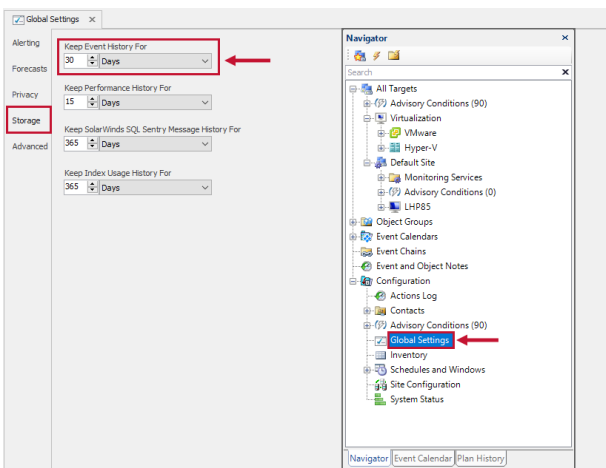 Global Settings
Alerting
Forecasts
Privacy
Storage
Advanced
Keep Event History For
30 Days
Keep Performance History For
15 Days
Keep SolarWinds SQL Sentry Message History For
365 Days
Keep Index Usage History For
365 Days
Navigator
Search
All Targets
Advisory Conditions (90)
Virtualization
VMware
Hyper-V
Default Site
Monitoring Services
Advisory Conditions (0)
LHP85
Object Groups
Event Calendars
Event Chains
Event and Object Notes
Configuration
Actions Log
Contacts
Advisory Conditions (90)
Global Settings
Inventory
Schedules and Windows
Site Configuration
System Status
Navigator Event Calendar Plan History